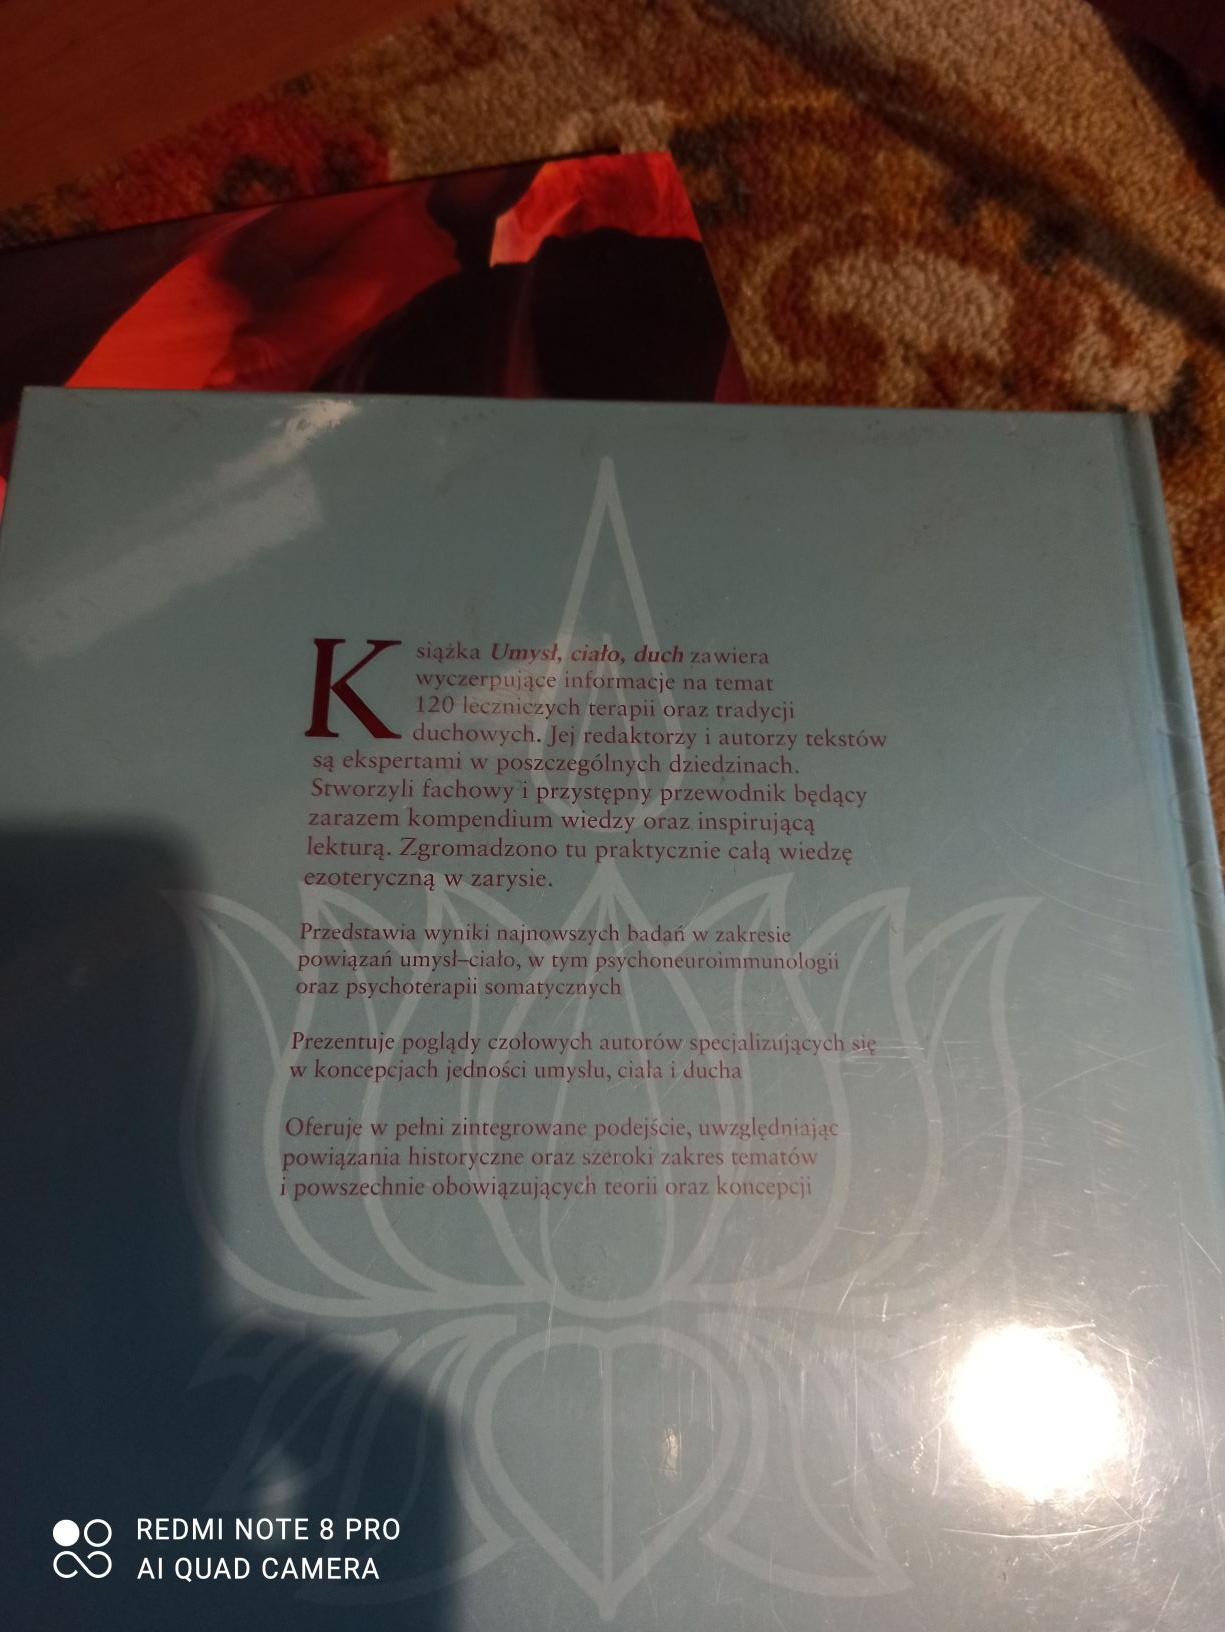 Książka Umysł, ciało, duch zawiera
wyczerpujące informacje na temat
120 leczniczych terapii oraz tradycji
duchowych. Jej redaktorzy i autorzy tekstów
są ekspertami w poszczególnych dziedzinach.
Stworzyli fachowy i przystępny przewodnik będący
zarazem kompendium wiedzy oraz inspirującą
lekturą. Zgromadzono tu praktycznie całą wiedzę
ezoteryczną w zarysie.
Przedstawia wyniki najnowszych badań w zakresie
powiązań umysł–ciało, w tym psychoneuroimmunologii
oraz psychoterapii somatycznych
Prezentuje poglądy czołowych autorów specjalizujących się
w koncepcjach jedności umysłu, ciała i ducha
Oferuje w pełni zintegrowane podejście, uwzględniając
powiązania historyczne oraz szeroki zakres tematów
i powszechnie obowiązujących teorii oraz koncepcji
REDMI NOTE 8 PRO
AI QUAD CAMERA